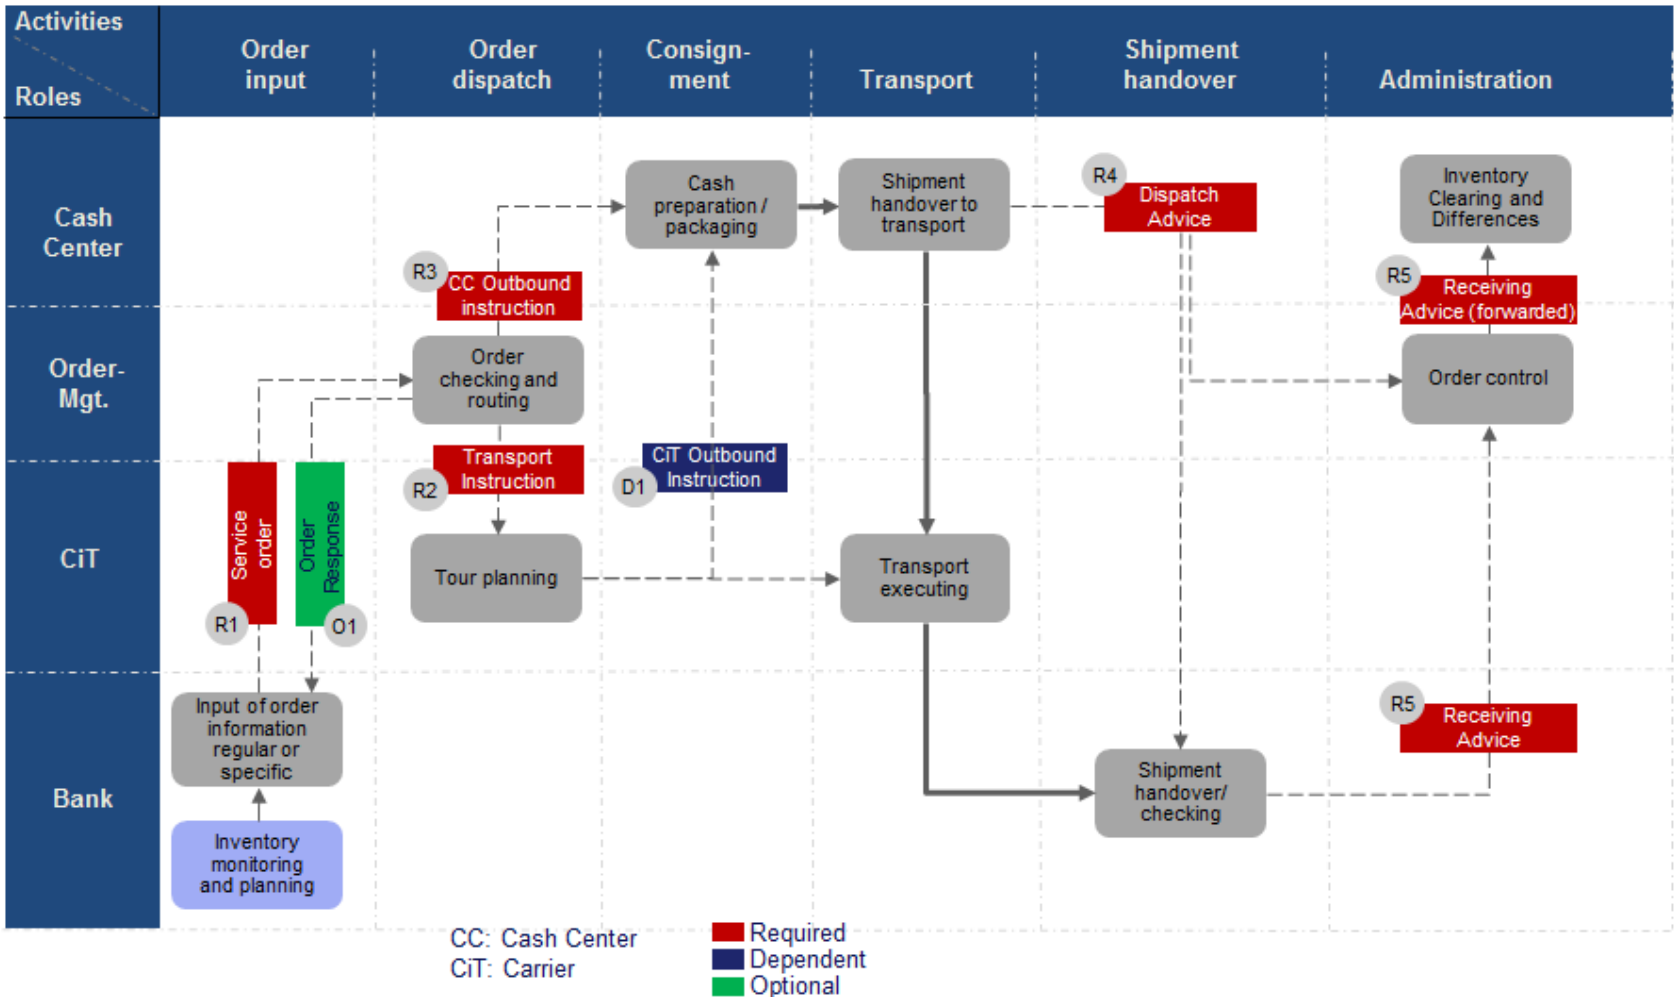 Activities
Roles
Order
input
Order
dispatch
Consign-
ment
Transport
Shipment
handover
Administration
Cash
Center
Cash
preparation /
packaging
Shipment
handover to
transport
R4
Dispatch
Advice
Inventory
Clearing and
Differences
R3
CC Outbound
instruction
R5
Receiving
Advice (forwarded)
Order-
Mgt.
Order
checking and
routing
Order control
Transport
Instruction
R2
CiT Outbound
Instruction
D1
CiT
Service
order
R1
Order
Response
O1
Tour planning
Transport
executing
Bank
Input of order
information
regular or
specific
Inventory
monitoring
and planning
Shipment
handover/
checking
R5
Receiving
Advice
CC: Cash Center
CiT: Carrier
Required
Dependent
Optional